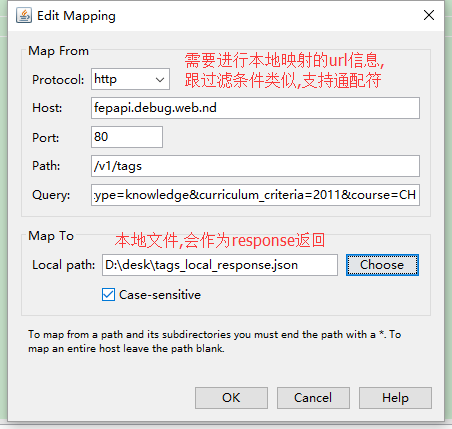 Edit Mapping
Map From
需要进行本地映射的url信息,
跟过滤条件类似,支持通配符
Protocol: http
Host: fepapi.debug.web.nd
Port: 80
Path: /v1/tags
Query: ype=knowledge&curriculum_criteria=2011&course=CH
Map To
本地文件,会作为response返回
Local path: D:\desk\tags_local_response.json Choose
Case-sensitive
To map from a path and its subdirectories you must end the path with a *. To
map an entire host leave the path blank.
OK Cancel Help